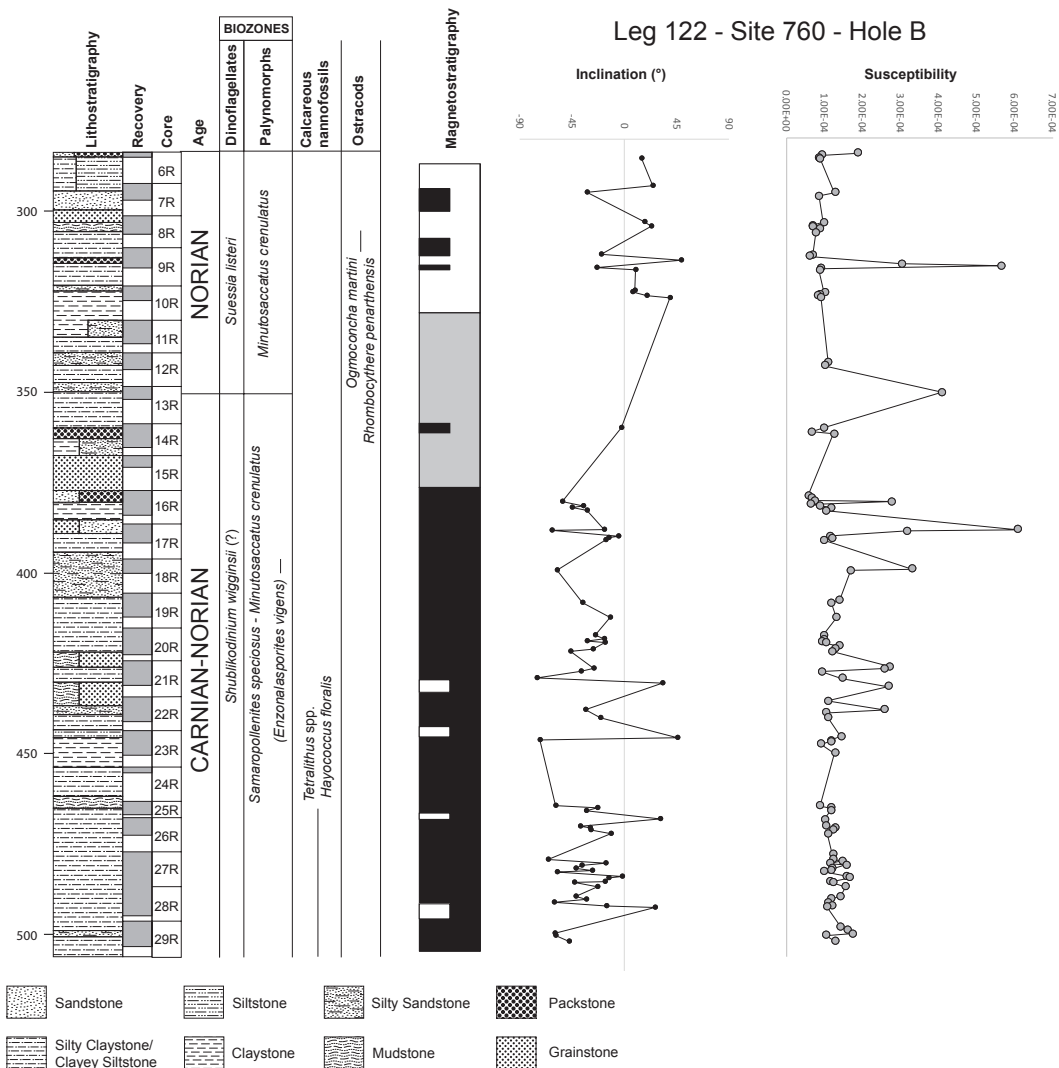 Leg 122 - Site 760 - Hole B
BIOZONES
Lithostratigraphy
Recovery
Core
Age
Dinoflagellates
Palynomorphs
Calcareous
nannofossils
Ostracods
Magnetostratigraphy
Inclination (°)
-90
-45
0
45
90
Susceptibility
0.00E+00
1.00E-04
2.00E-04
3.00E-04
4.00E-04
5.00E-04
6.00E-04
7.00E-04
300
350
400
450
500
6R
7R
8R
9R
10R
11R
12R
13R
14R
15R
16R
17R
18R
19R
20R
21R
22R
23R
24R
25R
26R
27R
28R
29R
NORIAN
CARNIAN-NORIAN
Suessia listeri
Shublikodinium wigginsii (?)
Minutosaccatus crenulatus
Samaropollenites speciosus - Minutosaccatus crenulatus
(Enzonalasporites vigens)
Tetralithus spp.
Hayococcus floralis
Ogmoconcha martini
Rhombocythere penarthensis
Sandstone
Siltstone
Silty Sandstone
Packstone
Silty Claystone/
Clayey Siltstone
Claystone
Mudstone
Grainstone